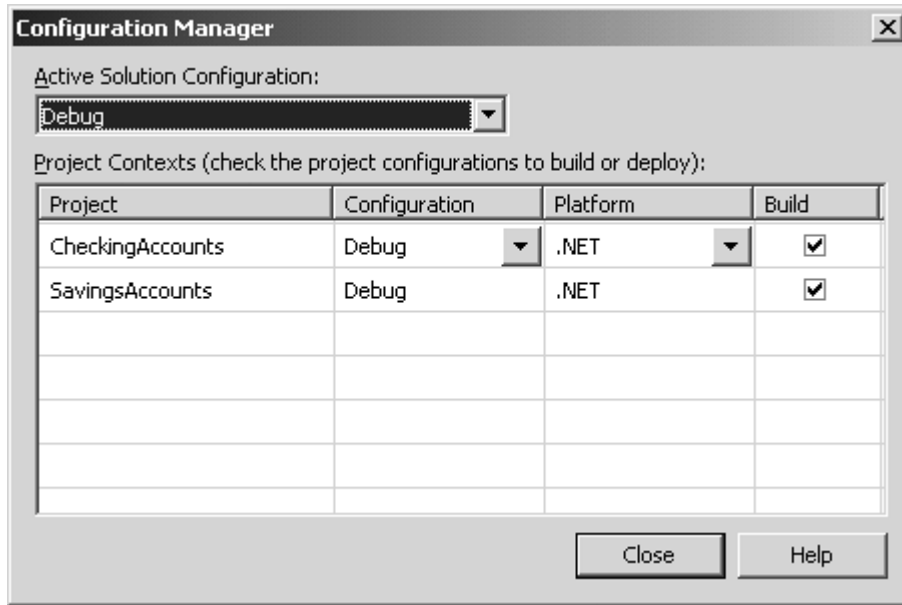 Configuration Manager
Active Solution Configuration:
Debug
Project Contexts (check the project configurations to build or deploy):
Project Configuration Platform Build
CheckingAccounts Debug .NET
SavingsAccounts Debug .NET
Close Help